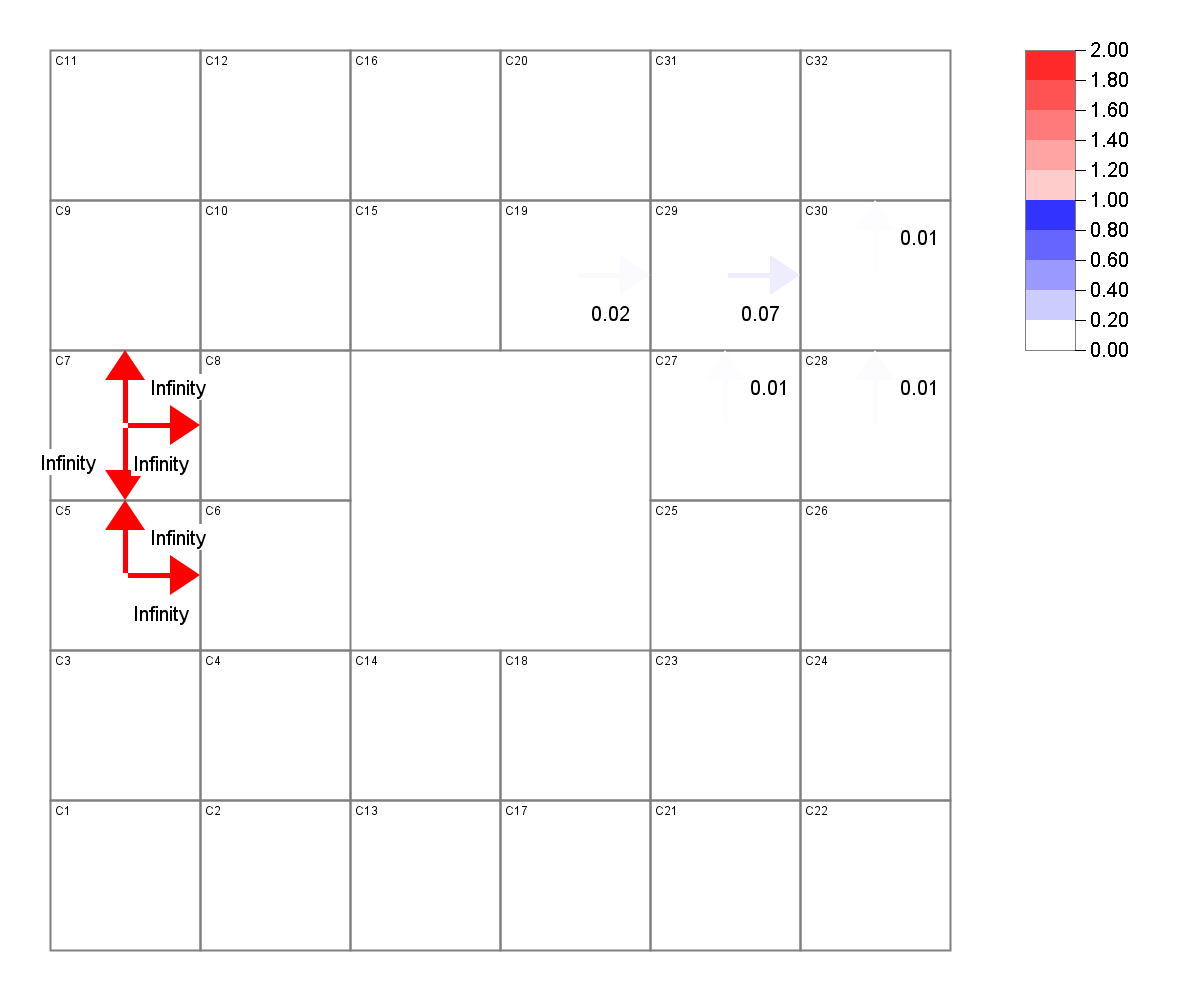 C11 C12 C16 C20 C31 C32
2.00
1.80
1.60
1.40
1.20
1.00
0.80
0.60
0.40
0.20
0.00
C9 C10 C15 C19 C29 C30
0.01
0.02 0.07
C7 C8 C27 C28
Infinity 0.01 0.01
Infinity Infinity
C5 C6 C25 C26
Infinity
Infinity
C3 C4 C14 C18 C23 C24
C1 C2 C13 C17 C21 C22